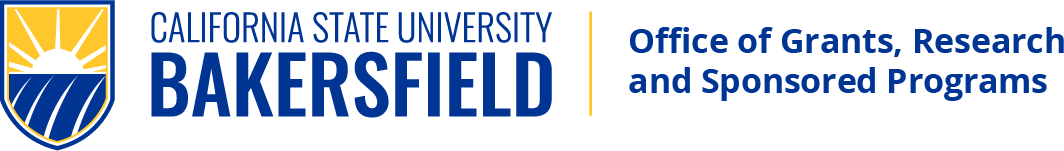 CALIFORNIA STATE UNIVERSITY
BAKERSFIELD
Office of Grants, Research
and Sponsored Programs